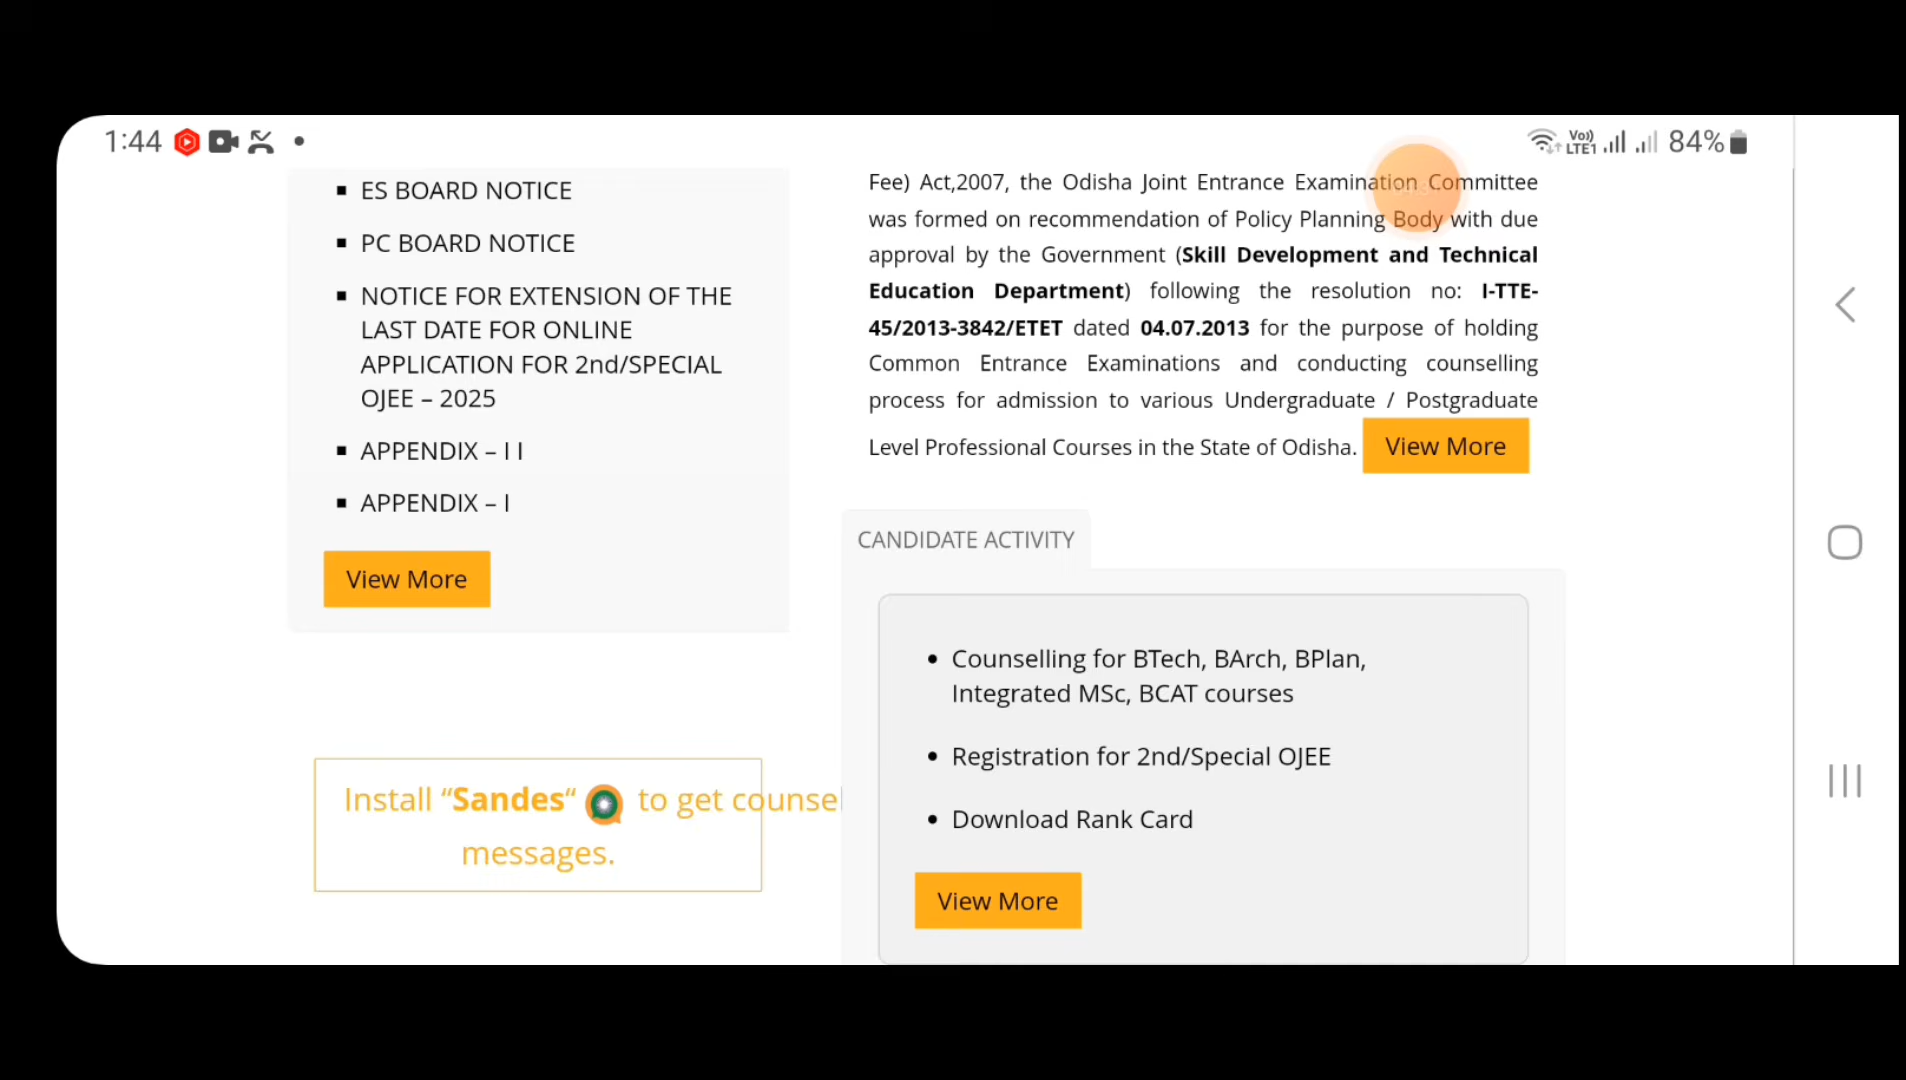 1:44
Vo)) LTE1 84%
ES BOARD NOTICE
PC BOARD NOTICE
NOTICE FOR EXTENSION OF THE
LAST DATE FOR ONLINE
APPLICATION FOR 2nd/SPECIAL
OJEE – 2025
APPENDIX – I I
APPENDIX – I
View More
Install “Sandes“ to get counsel
messages.
Fee) Act,2007, the Odisha Joint Entrance Examination Committee
was formed on recommendation of Policy Planning Body with due
approval by the Government (Skill Development and Technical
Education Department) following the resolution no: I-TTE-
45/2013-3842/ETET dated 04.07.2013 for the purpose of holding
Common Entrance Examinations and conducting counselling
process for admission to various Undergraduate / Postgraduate
Level Professional Courses in the State of Odisha. View More
CANDIDATE ACTIVITY
Counselling for BTech, BArch, BPlan,
Integrated MSc, BCAT courses
Registration for 2nd/Special OJEE
Download Rank Card
View More